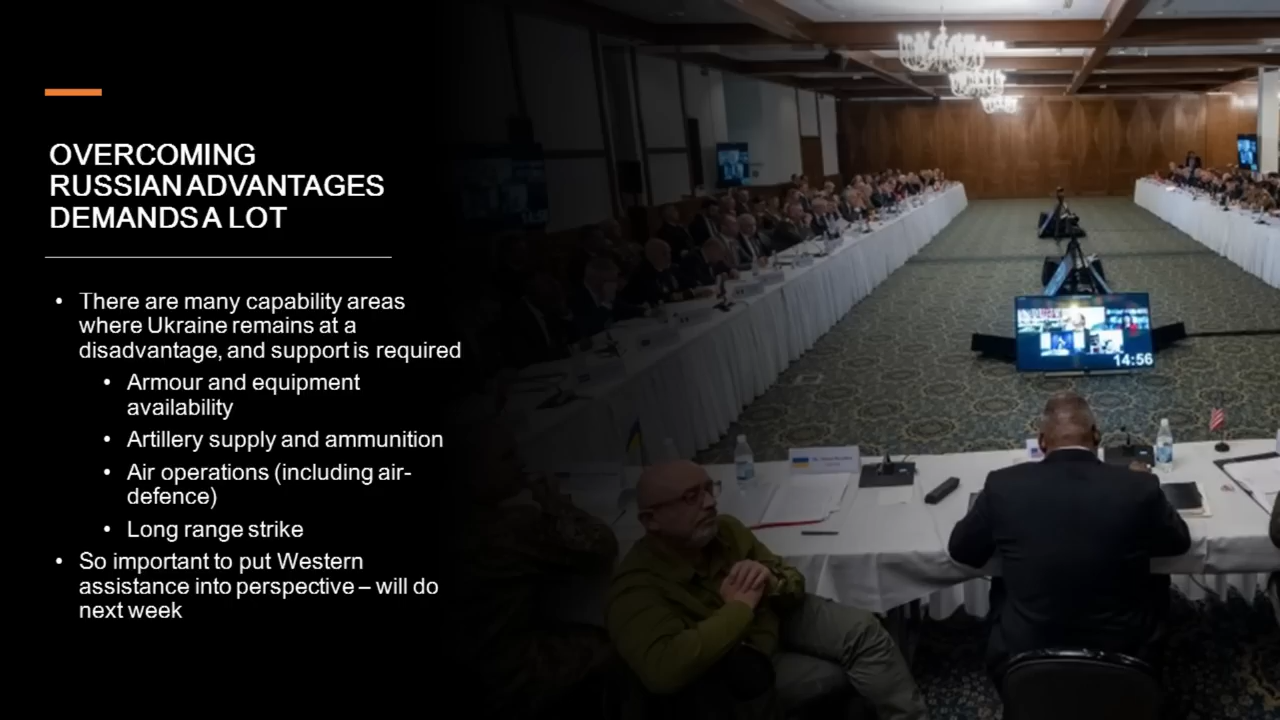 OVERCOMING
RUSSIAN ADVANTAGES
DEMANDS A LOT
• There are many capability areas
where Ukraine remains at a
disadvantage, and support is required
• Armour and equipment
availability
• Artillery supply and ammunition
• Air operations (including air-
defence)
• Long range strike
• So important to put Western
assistance into perspective – will do
next week
14:56